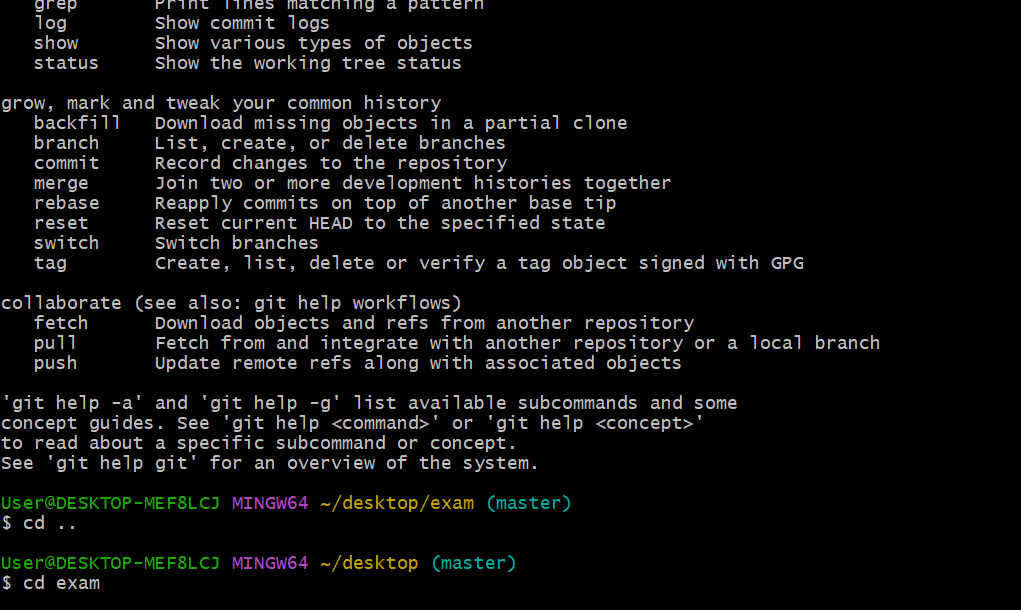 grep       Print lines matching a pattern
log        Show commit logs
show       Show various types of objects
status     Show the working tree status
grow, mark and tweak your common history
backfill   Download missing objects in a partial clone
branch     List, create, or delete branches
commit     Record changes to the repository
merge      Join two or more development histories together
rebase     Reapply commits on top of another base tip
reset      Reset current HEAD to the specified state
switch     Switch branches
tag        Create, list, delete or verify a tag object signed with GPG
collaborate (see also: git help workflows)
fetch      Download objects and refs from another repository
pull       Fetch from and integrate with another repository or a local branch
push       Update remote refs along with associated objects
'git help -a' and 'git help -g' list available subcommands and some
concept guides. See 'git help <command>' or 'git help <concept>'
to read about a specific subcommand or concept.
See 'git help git' for an overview of the system.
User@DESKTOP-MEF8LCJ MINGW64 ~/desktop/exam (master)
$ cd ..
User@DESKTOP-MEF8LCJ MINGW64 ~/desktop (master)
$ cd exam